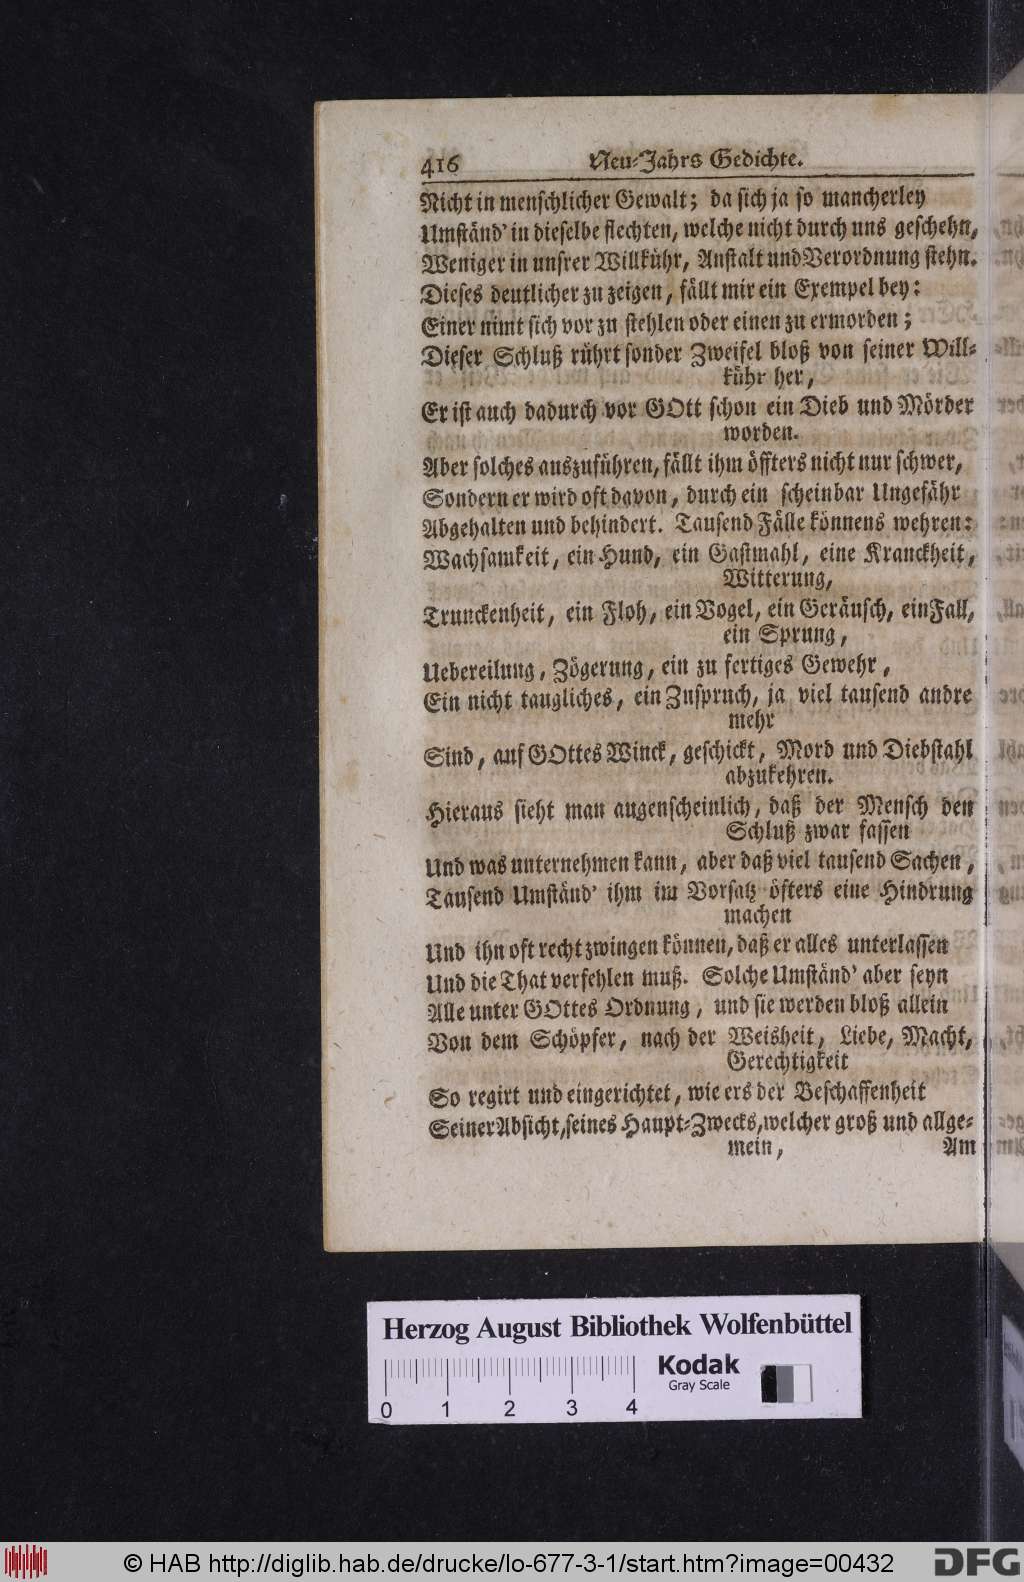 416 Neu-Jahrs Gedichte.
Nicht in menschlicher Gewalt; da sich ja so mancherley
Umständ' in dieselbe flechten, welche nicht durch uns geschehn,
Weniger in unsrer Willkühr, Anstalt und Verordnung stehn.
Dieses deutlicher zu zeigen, fällt mir ein Exempel bey:
Einer nimt sich vor zu stehlen oder einen zu ermorden;
Dieser Schluß rührt sonder Zweifel bloß von seiner Will-
kühr her,
Er ist auch dadurch vor GOtt schon ein Dieb und Mörder
worden.
Aber solches auszuführen, fällt ihm öffters nicht nur schwer,
Sondern er wird oft davon, durch ein scheinbar Ungefähr
Abgehalten und behindert. Tausend Fälle könnens wehren:
Wachsamkeit, ein Hund, ein Gastmahl, eine Kranckheit,
Witterung,
Trunckenheit, ein Floh, ein Vogel, ein Geräusch, ein Fall,
ein Sprung,
Uebereilung, Zögerung, ein zu fertiges Gewehr,
Ein nicht taugliches, ein Zuspruch, ja viel tausend andre
mehr
Sind, auf GOttes Winck, geschickt, Mord und Diebstahl
abzukehren.
Hieraus sieht man augenscheinlich, daß der Mensch den
Schluß zwar fassen
Und was unternehmen kann, aber daß viel tausend Sachen,
Tausend Umständ' ihm im Vorsatz öfters eine Hindrung
machen
Und ihn oft recht zwingen können, daß er alles unterlassen
Und die That verfehlen muß. Solche Umständ' aber seyn
Alle unter GOttes Ordnung, und sie werden bloß allein
Von dem Schöpfer, nach der Weisheit, Liebe, Macht,
Gerechtigkeit
So regirt und eingerichtet, wie ers der Beschaffenheit
Seiner Absicht, seines Haupt-Zwecks, welcher groß und allge-
mein, Am
Herzog August Bibliothek Wolfenbüttel
Kodak
Gray Scale
0 1 2 3 4
© HAB http://diglib.hab.de/drucke/lo-677-3-1/start.htm?image=00432
DFG